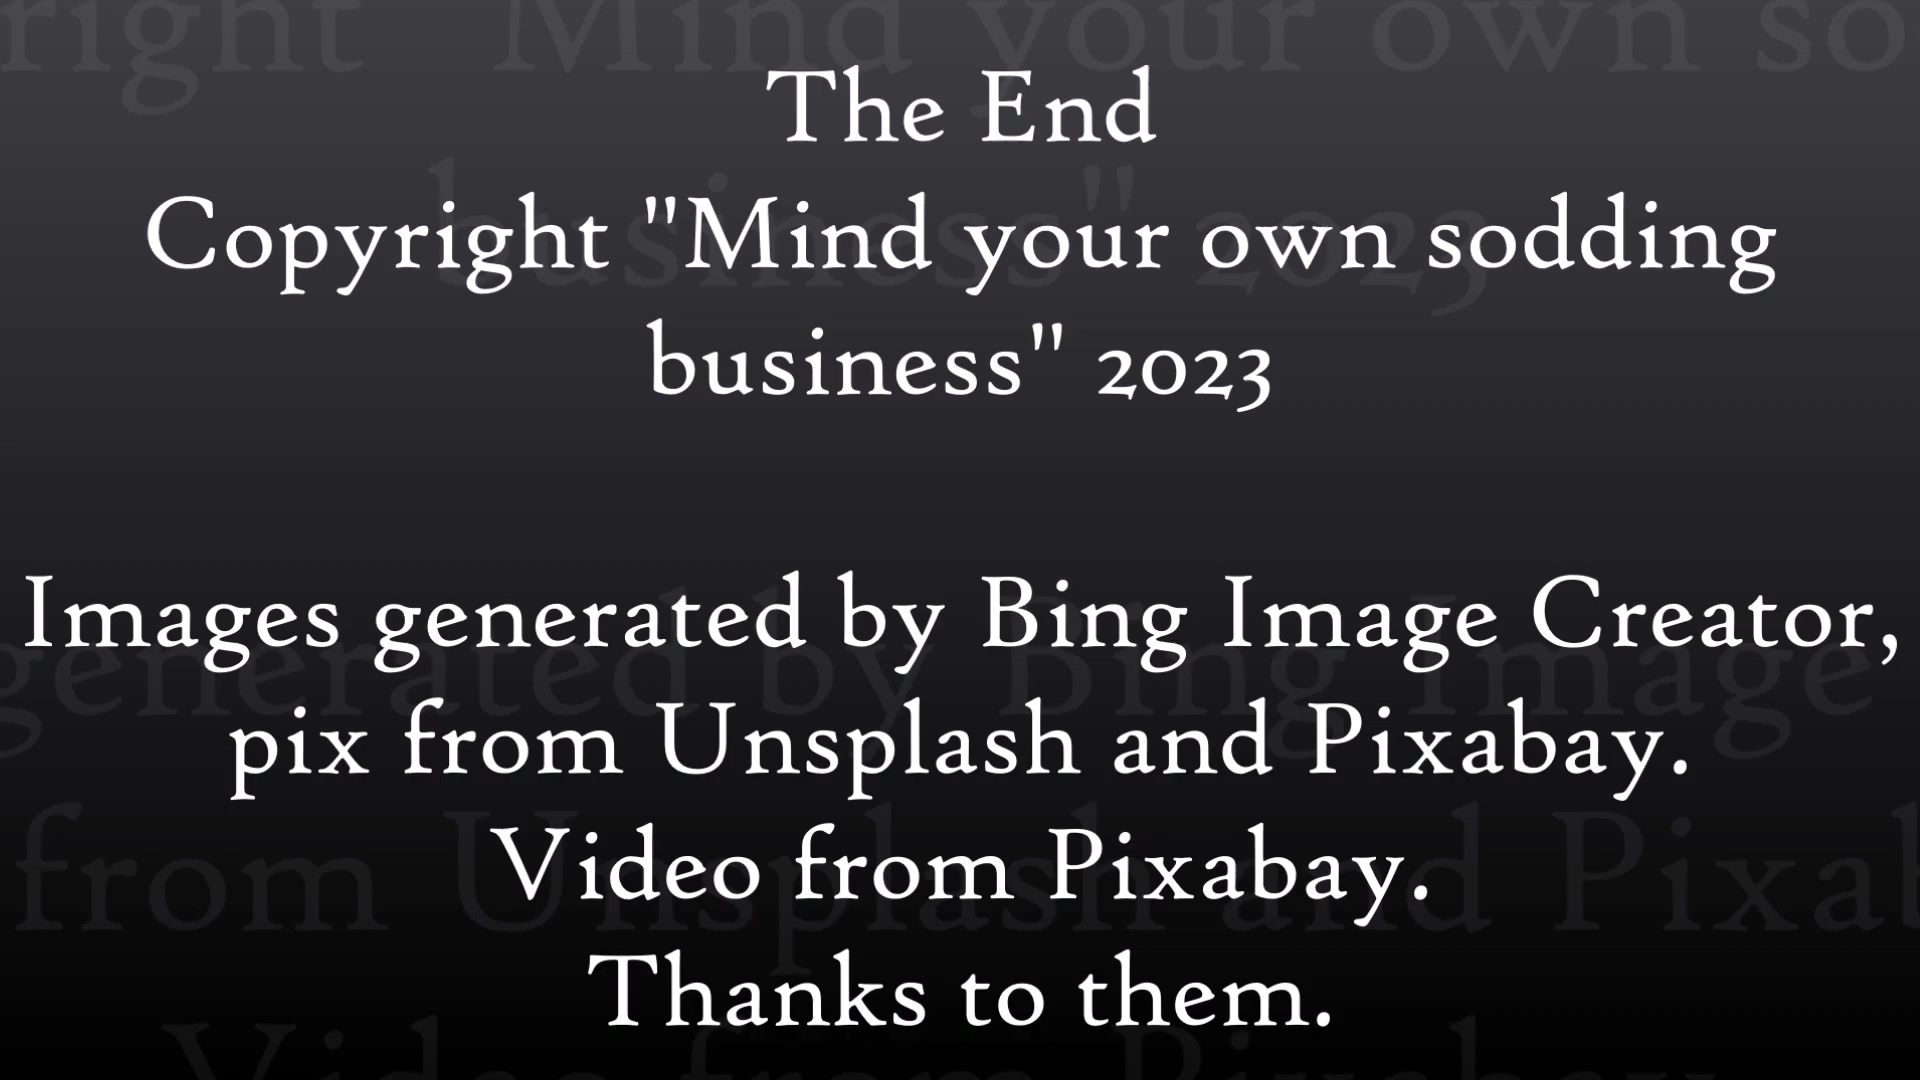 The End
Copyright "Mind your own sodding
business" 2023
Images generated by Bing Image Creator,
pix from Unsplash and Pixabay.
Video from Pixabay.
Thanks to them.